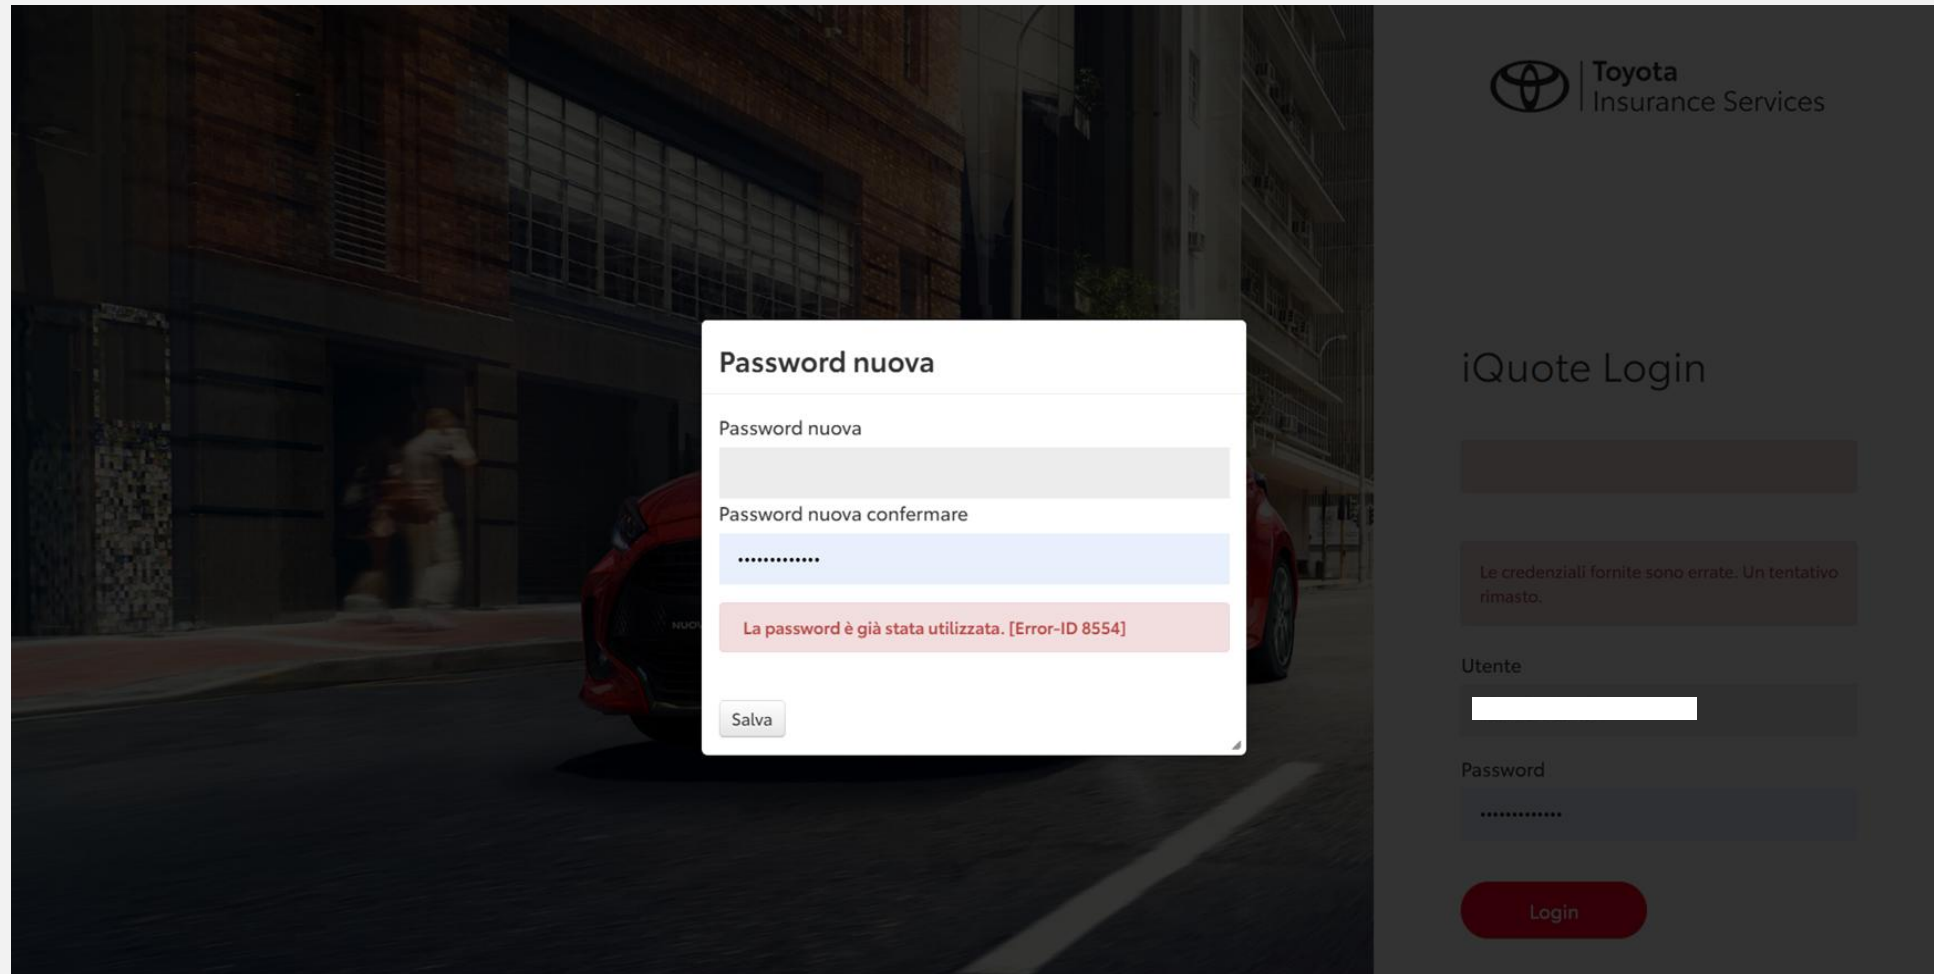 Toyota
Insurance Services
Password nuova
Password nuova
Password nuova confermare
•••••••••••••
La password è già stata utilizzata. [Error-ID 8554]
Salva
iQuote Login
Le credenziali fornite sono errate. Un tentativo
rimasto.
Utente
Password
•••••••••••••
Login